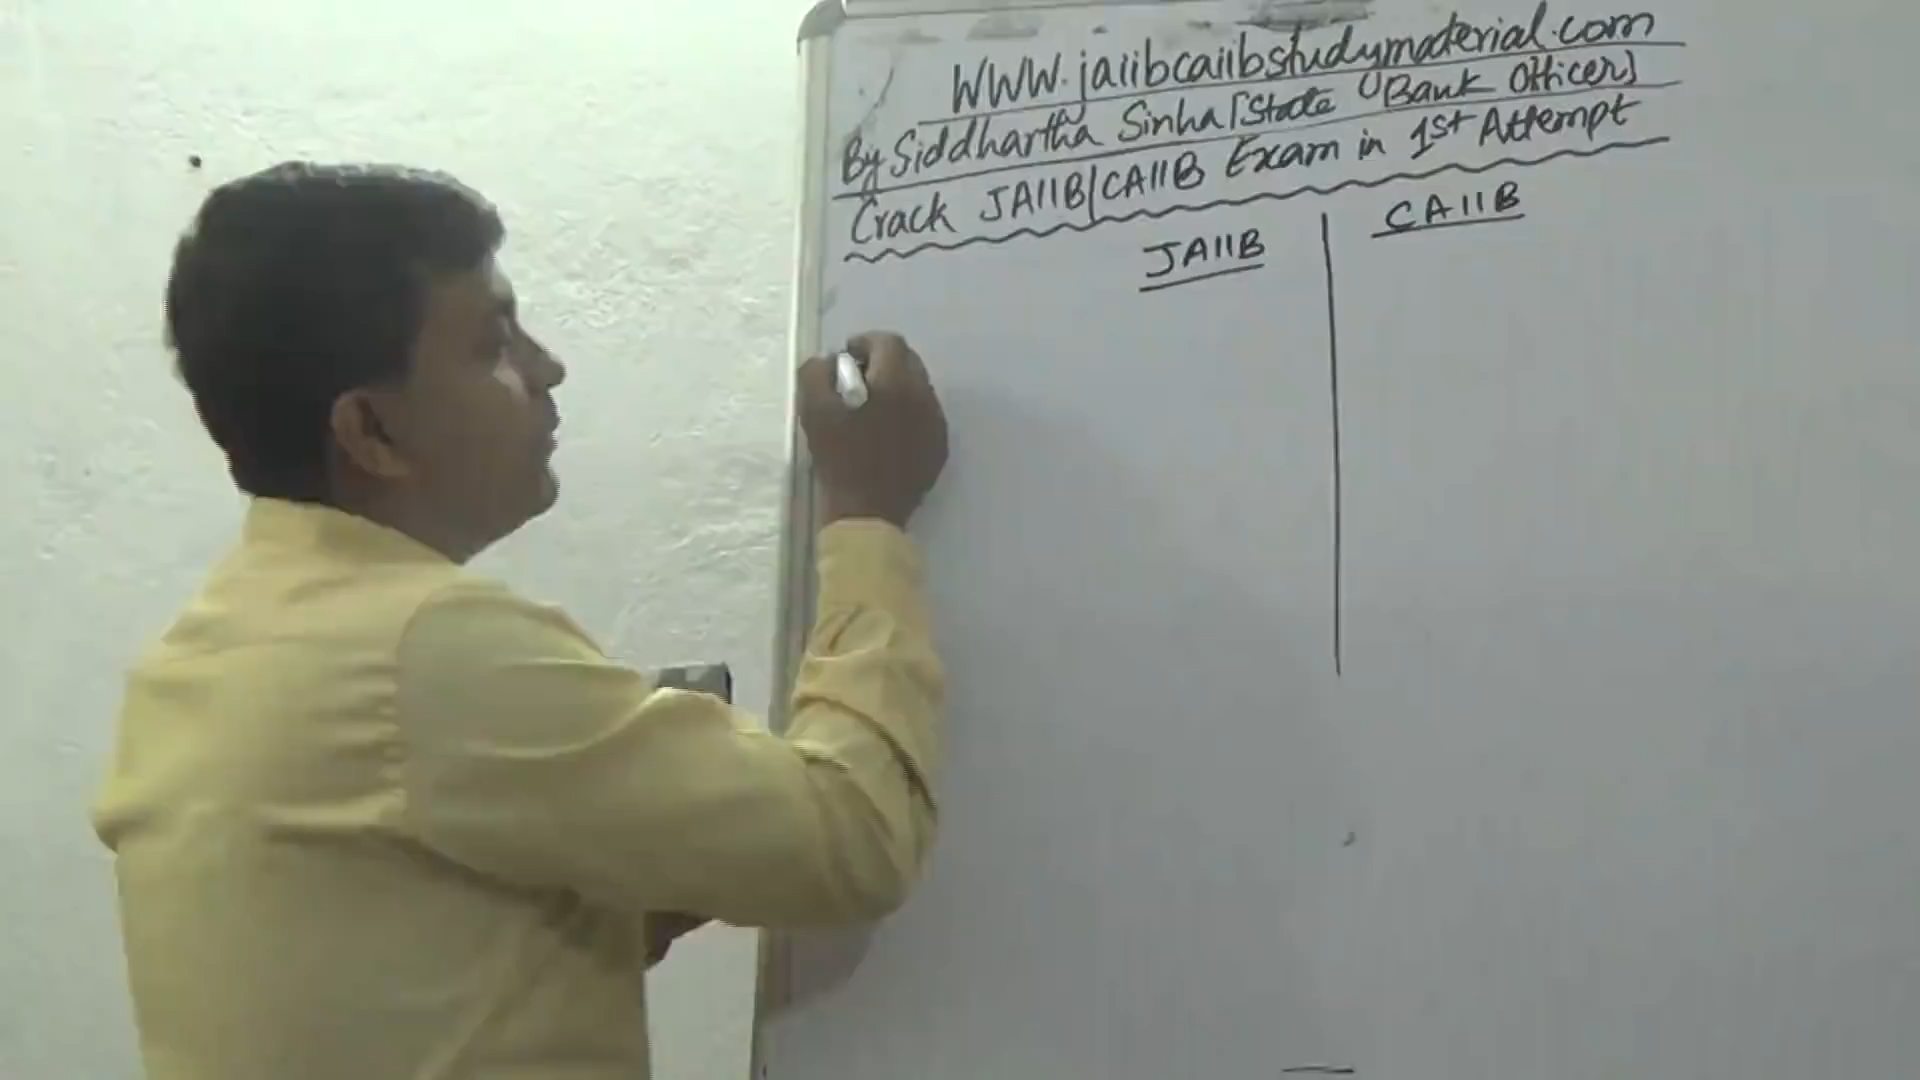 WWW.jaiibcaiibstudymaterial.com
By Siddhartha Sinha [State Bank Officer]
Crack JAIIB/CAIIB Exam in 1st Attempt
JAIIB
CAIIB